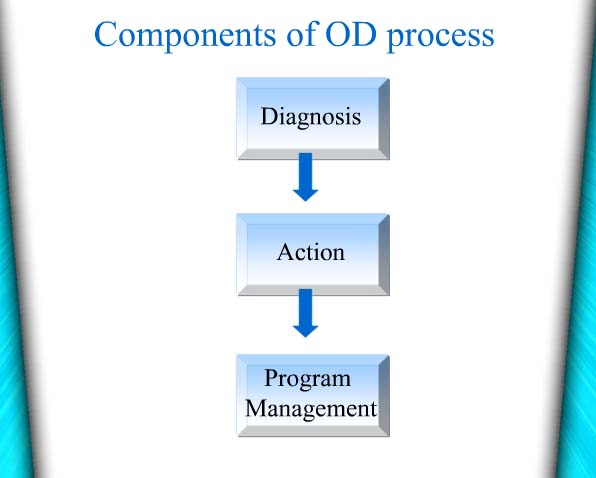 Components of OD process
Diagnosis
Action
Program
Management